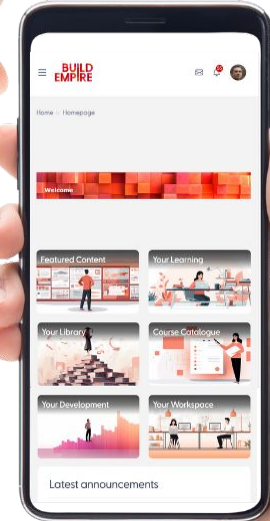 BUILD
EMPIRE
Home > Homepage
Welcome
Featured Content
Your Learning
Your Library
Course Catalogue
Your Development
Your Workspace
Latest announcements